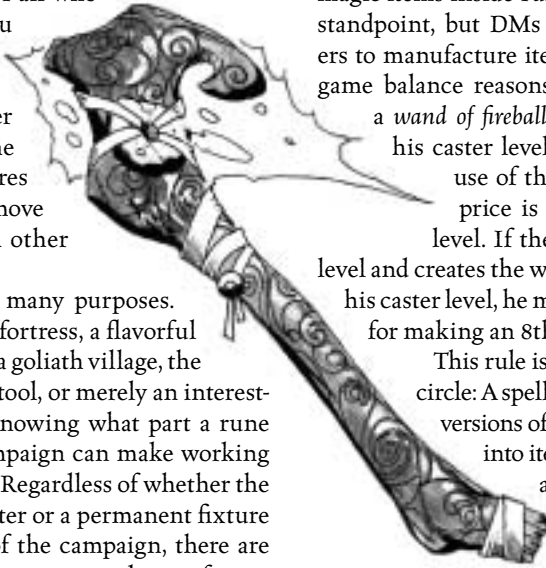 who
u
er
ne
res
nove
other
many purposes.
fortress, a flavorful
a goliath village, the
tool, or merely an interest-
nowing what part a rune
mpaign can make working
Regardless of whether the
ter or a permanent fixture
of the campaign, there are
magic items inside
standpoint, but DMs
ers to manufacture ite
game balance reasons
a wand of fireball
his caster level
use of th
price is
level. If the
level and creates the w
his caster level, he m
for making an 8th
This rule is
circle: A spell
versions of
into ite
a